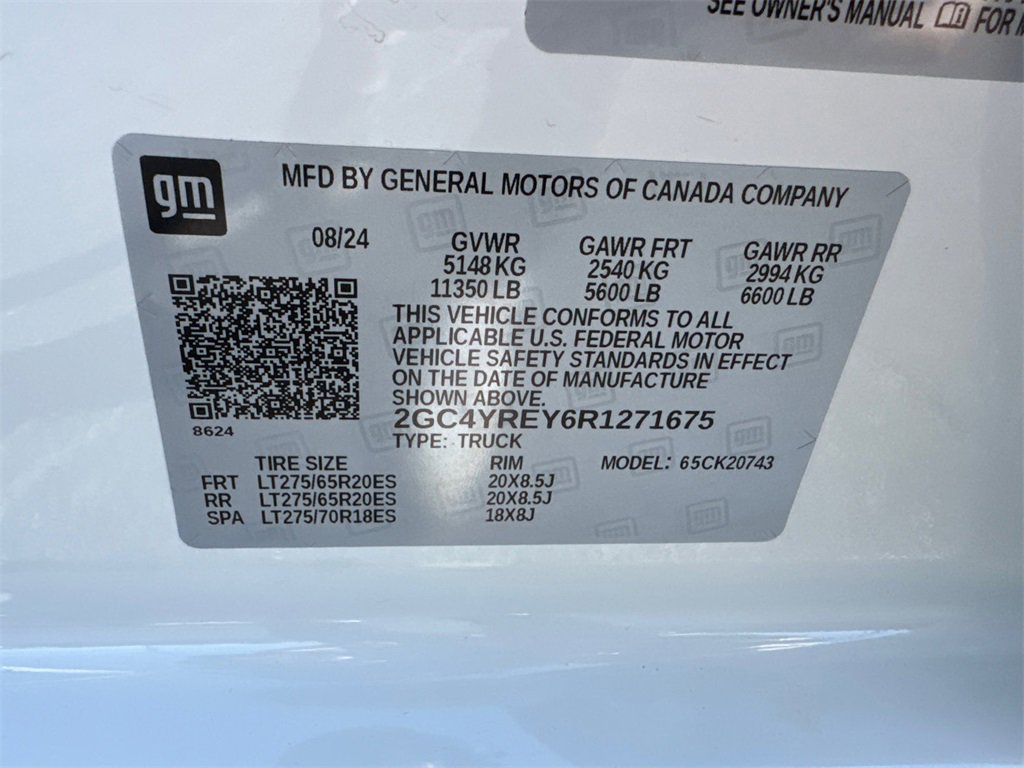 SEE OWNER'S MANUAL FOR
gm
MFD BY GENERAL MOTORS OF CANADA COMPANY
08/24 GVWR GAWR FRT GAWR RR
5148 KG 2540 KG 2994 KG
11350 LB 5600 LB 6600 LB
THIS VEHICLE CONFORMS TO ALL
APPLICABLE U.S. FEDERAL MOTOR
VEHICLE SAFETY STANDARDS IN EFFECT
ON THE DATE OF MANUFACTURE
SHOWN ABOVE.
8624
2GC4YREY6R1271675
TYPE: TRUCK
TIRE SIZE RIM MODEL: 65CK20743
FRT LT275/65R20ES 20X8.5J
RR LT275/65R20ES 20X8.5J
SPA LT275/70R18ES 18X8J